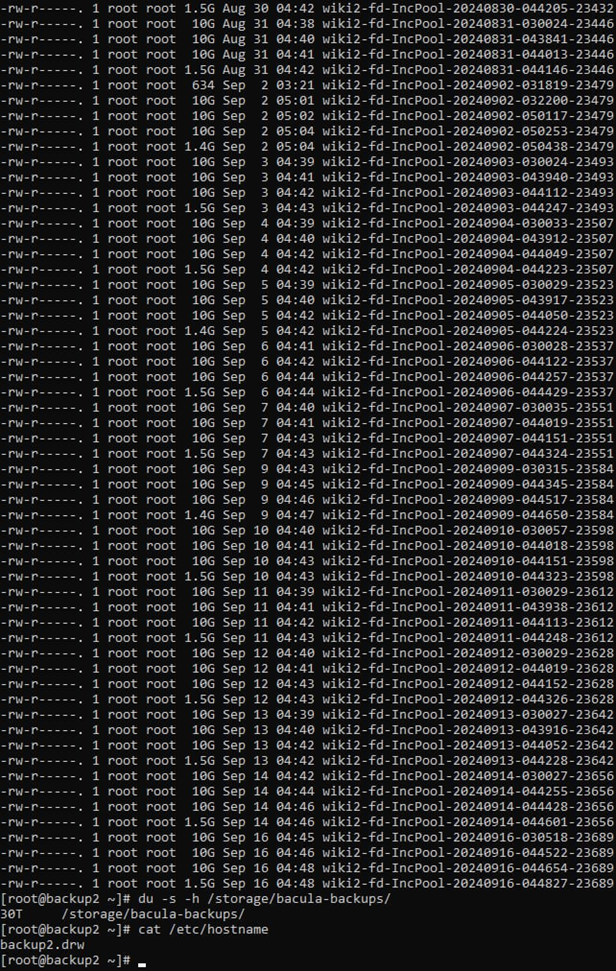 -rw-r-----. 1 root root 1.5G Aug 30 04:42 wiki2-fd-IncPool-20240830-044205-23432
-rw-r-----. 1 root root  10G Aug 31 04:38 wiki2-fd-IncPool-20240831-030024-23446
-rw-r-----. 1 root root  10G Aug 31 04:40 wiki2-fd-IncPool-20240831-043841-23446
-rw-r-----. 1 root root  10G Aug 31 04:41 wiki2-fd-IncPool-20240831-044013-23446
-rw-r-----. 1 root root 1.5G Aug 31 04:42 wiki2-fd-IncPool-20240831-044146-23446
-rw-r-----. 1 root root  634 Sep  2 03:21 wiki2-fd-IncPool-20240902-031819-23479
-rw-r-----. 1 root root  10G Sep  2 05:01 wiki2-fd-IncPool-20240902-032200-23479
-rw-r-----. 1 root root  10G Sep  2 05:02 wiki2-fd-IncPool-20240902-050117-23479
-rw-r-----. 1 root root  10G Sep  2 05:04 wiki2-fd-IncPool-20240902-050253-23479
-rw-r-----. 1 root root 1.4G Sep  2 05:04 wiki2-fd-IncPool-20240902-050438-23479
-rw-r-----. 1 root root  10G Sep  3 04:39 wiki2-fd-IncPool-20240903-030024-23493
-rw-r-----. 1 root root  10G Sep  3 04:41 wiki2-fd-IncPool-20240903-043940-23493
-rw-r-----. 1 root root  10G Sep  3 04:42 wiki2-fd-IncPool-20240903-044112-23493
-rw-r-----. 1 root root 1.5G Sep  3 04:43 wiki2-fd-IncPool-20240903-044247-23493
-rw-r-----. 1 root root  10G Sep  4 04:39 wiki2-fd-IncPool-20240904-030033-23507
-rw-r-----. 1 root root  10G Sep  4 04:40 wiki2-fd-IncPool-20240904-043912-23507
-rw-r-----. 1 root root  10G Sep  4 04:42 wiki2-fd-IncPool-20240904-044049-23507
-rw-r-----. 1 root root 1.5G Sep  4 04:42 wiki2-fd-IncPool-20240904-044223-23507
-rw-r-----. 1 root root  10G Sep  5 04:39 wiki2-fd-IncPool-20240905-030029-23523
-rw-r-----. 1 root root  10G Sep  5 04:40 wiki2-fd-IncPool-20240905-043917-23523
-rw-r-----. 1 root root  10G Sep  5 04:42 wiki2-fd-IncPool-20240905-044050-23523
-rw-r-----. 1 root root 1.4G Sep  5 04:42 wiki2-fd-IncPool-20240905-044224-23523
-rw-r-----. 1 root root  10G Sep  6 04:41 wiki2-fd-IncPool-20240906-030028-23537
-rw-r-----. 1 root root  10G Sep  6 04:42 wiki2-fd-IncPool-20240906-044122-23537
-rw-r-----. 1 root root  10G Sep  6 04:44 wiki2-fd-IncPool-20240906-044257-23537
-rw-r-----. 1 root root 1.5G Sep  6 04:44 wiki2-fd-IncPool-20240906-044429-23537
-rw-r-----. 1 root root  10G Sep  7 04:40 wiki2-fd-IncPool-20240907-030035-23551
-rw-r-----. 1 root root  10G Sep  7 04:41 wiki2-fd-IncPool-20240907-044019-23551
-rw-r-----. 1 root root  10G Sep  7 04:43 wiki2-fd-IncPool-20240907-044151-23551
-rw-r-----. 1 root root 1.5G Sep  7 04:43 wiki2-fd-IncPool-20240907-044324-23551
-rw-r-----. 1 root root  10G Sep  9 04:43 wiki2-fd-IncPool-20240909-030315-23584
-rw-r-----. 1 root root  10G Sep  9 04:45 wiki2-fd-IncPool-20240909-044345-23584
-rw-r-----. 1 root root  10G Sep  9 04:46 wiki2-fd-IncPool-20240909-044517-23584
-rw-r-----. 1 root root 1.4G Sep  9 04:47 wiki2-fd-IncPool-20240909-044650-23584
-rw-r-----. 1 root root  10G Sep 10 04:40 wiki2-fd-IncPool-20240910-030057-23598
-rw-r-----. 1 root root  10G Sep 10 04:41 wiki2-fd-IncPool-20240910-044018-23598
-rw-r-----. 1 root root  10G Sep 10 04:43 wiki2-fd-IncPool-20240910-044151-23598
-rw-r-----. 1 root root 1.5G Sep 10 04:43 wiki2-fd-IncPool-20240910-044323-23598
-rw-r-----. 1 root root  10G Sep 11 04:39 wiki2-fd-IncPool-20240911-030029-23612
-rw-r-----. 1 root root  10G Sep 11 04:41 wiki2-fd-IncPool-20240911-043938-23612
-rw-r-----. 1 root root  10G Sep 11 04:42 wiki2-fd-IncPool-20240911-044113-23612
-rw-r-----. 1 root root 1.5G Sep 11 04:43 wiki2-fd-IncPool-20240911-044248-23612
-rw-r-----. 1 root root  10G Sep 12 04:40 wiki2-fd-IncPool-20240912-030029-23628
-rw-r-----. 1 root root  10G Sep 12 04:41 wiki2-fd-IncPool-20240912-044019-23628
-rw-r-----. 1 root root  10G Sep 12 04:43 wiki2-fd-IncPool-20240912-044152-23628
-rw-r-----. 1 root root 1.5G Sep 12 04:43 wiki2-fd-IncPool-20240912-044326-23628
-rw-r-----. 1 root root  10G Sep 13 04:39 wiki2-fd-IncPool-20240913-030027-23642
-rw-r-----. 1 root root  10G Sep 13 04:40 wiki2-fd-IncPool-20240913-043916-23642
-rw-r-----. 1 root root  10G Sep 13 04:42 wiki2-fd-IncPool-20240913-044052-23642
-rw-r-----. 1 root root 1.5G Sep 13 04:42 wiki2-fd-IncPool-20240913-044228-23642
-rw-r-----. 1 root root  10G Sep 14 04:42 wiki2-fd-IncPool-20240914-030027-23656
-rw-r-----. 1 root root  10G Sep 14 04:44 wiki2-fd-IncPool-20240914-044255-23656
-rw-r-----. 1 root root  10G Sep 14 04:46 wiki2-fd-IncPool-20240914-044428-23656
-rw-r-----. 1 root root 1.5G Sep 14 04:46 wiki2-fd-IncPool-20240914-044601-23656
-rw-r-----. 1 root root  10G Sep 16 04:45 wiki2-fd-IncPool-20240916-030518-23689
-rw-r-----. 1 root root  10G Sep 16 04:46 wiki2-fd-IncPool-20240916-044522-23689
-rw-r-----. 1 root root  10G Sep 16 04:48 wiki2-fd-IncPool-20240916-044654-23689
-rw-r-----. 1 root root 1.5G Sep 16 04:48 wiki2-fd-IncPool-20240916-044827-23689
[root@backup2 ~]# du -s -h /storage/bacula-backups/
30T     /storage/bacula-backups/
[root@backup2 ~]# cat /etc/hostname
backup2.drw
[root@backup2 ~]#